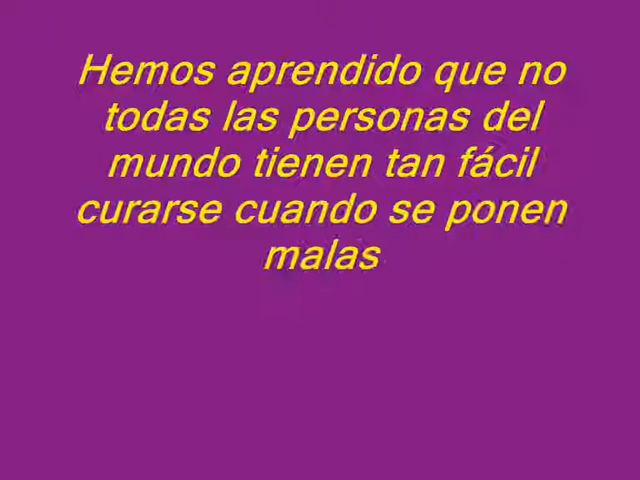 Hemos aprendido que no
todas las personas del
mundo tienen tan fácil
curarse cuando se ponen
malas